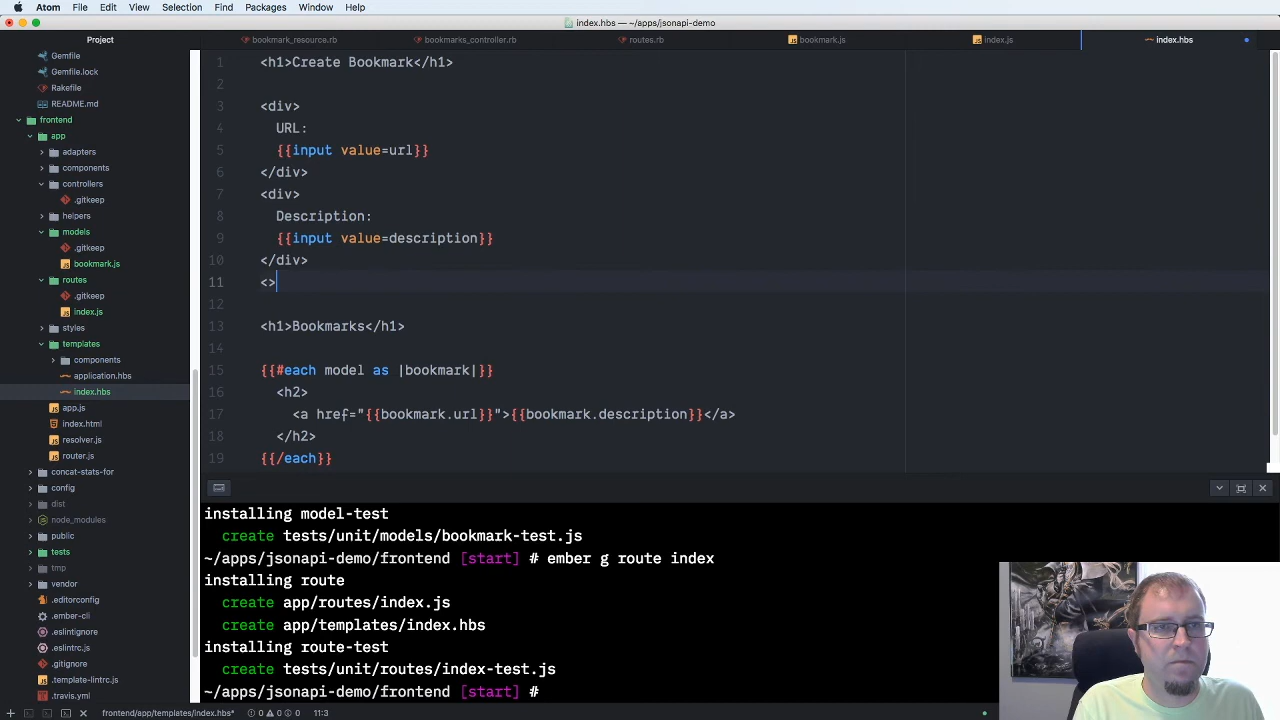 Atom File Edit View Selection Find Packages Window Help
index.hbs — ~/apps/jsonapi-demo
Project
bookmark_resource.rb
bookmarks_controller.rb
routes.rb
bookmark.js
index.js
index.hbs
Gemfile
Gemfile.lock
Rakefile
README.md
frontend
app
adapters
components
controllers
.gitkeep
helpers
models
.gitkeep
bookmark.js
routes
.gitkeep
index.js
styles
templates
components
application.hbs
index.hbs
app.js
index.html
resolver.js
router.js
concat-stats-for
config
dist
node_modules
public
tests
tmp
vendor
.editorconfig
.ember-cli
.eslintignore
.eslintrc.js
.gitignore
.template-lintrc.js
.travis.yml
1 <h1>Create Bookmark</h1>
2
3 <div>
4 URL:
5 {{input value=url}}
6 </div>
7 <div>
8 Description:
9 {{input value=description}}
10 </div>
11 <>
12
13 <h1>Bookmarks</h1>
14
15 {{#each model as |bookmark|}}
16 <h2>
17 <a href="{{bookmark.url}}">{{bookmark.description}}</a>
18 </h2>
19 {{/each}}
installing model-test
create tests/unit/models/bookmark-test.js
~/apps/jsonapi-demo/frontend [start] # ember g route index
installing route
create app/routes/index.js
create app/templates/index.hbs
installing route-test
create tests/unit/routes/index-test.js
~/apps/jsonapi-demo/frontend [start] #
frontend/app/templates/index.hbs* 0 0 0 11:3